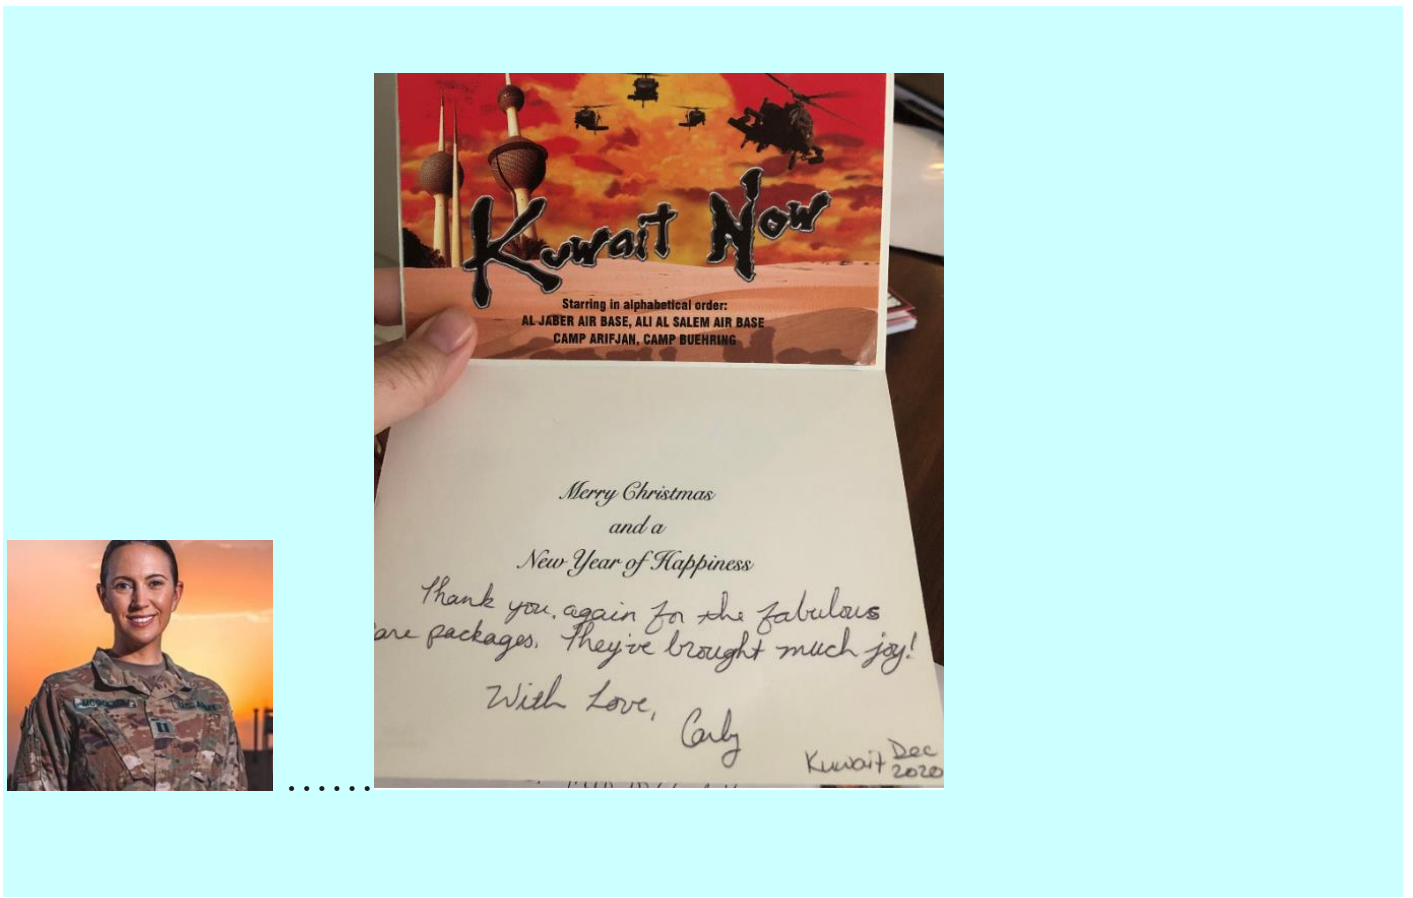 Kuwait Now
Starring in alphabetical order:
AL JABER AIR BASE, ALI AL SALEM AIR BASE
CAMP ARIFJAN, CAMP BUEHRING
Merry Christmas
and a
New Year of Happiness
Thank you, again for the fabulous
are packages. They've brought much joy!
With Love,
Carly
Kuwait Dec
2020
......